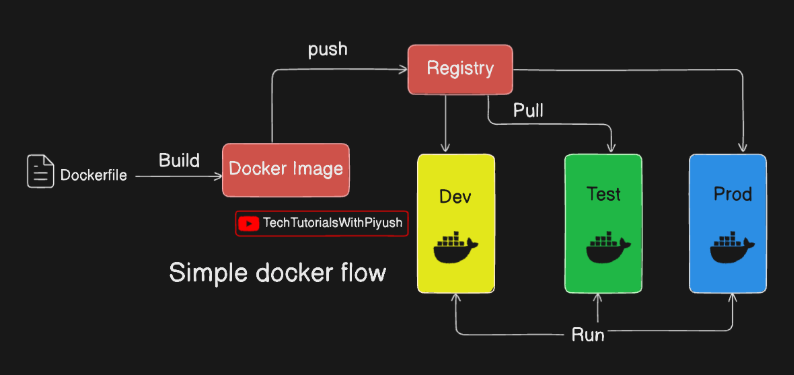 push
Registry
Pull
Build
Docker Image
Dockerfile
Dev
Test
Prod
TechTutorialsWithPiyush
Simple docker flow
Run